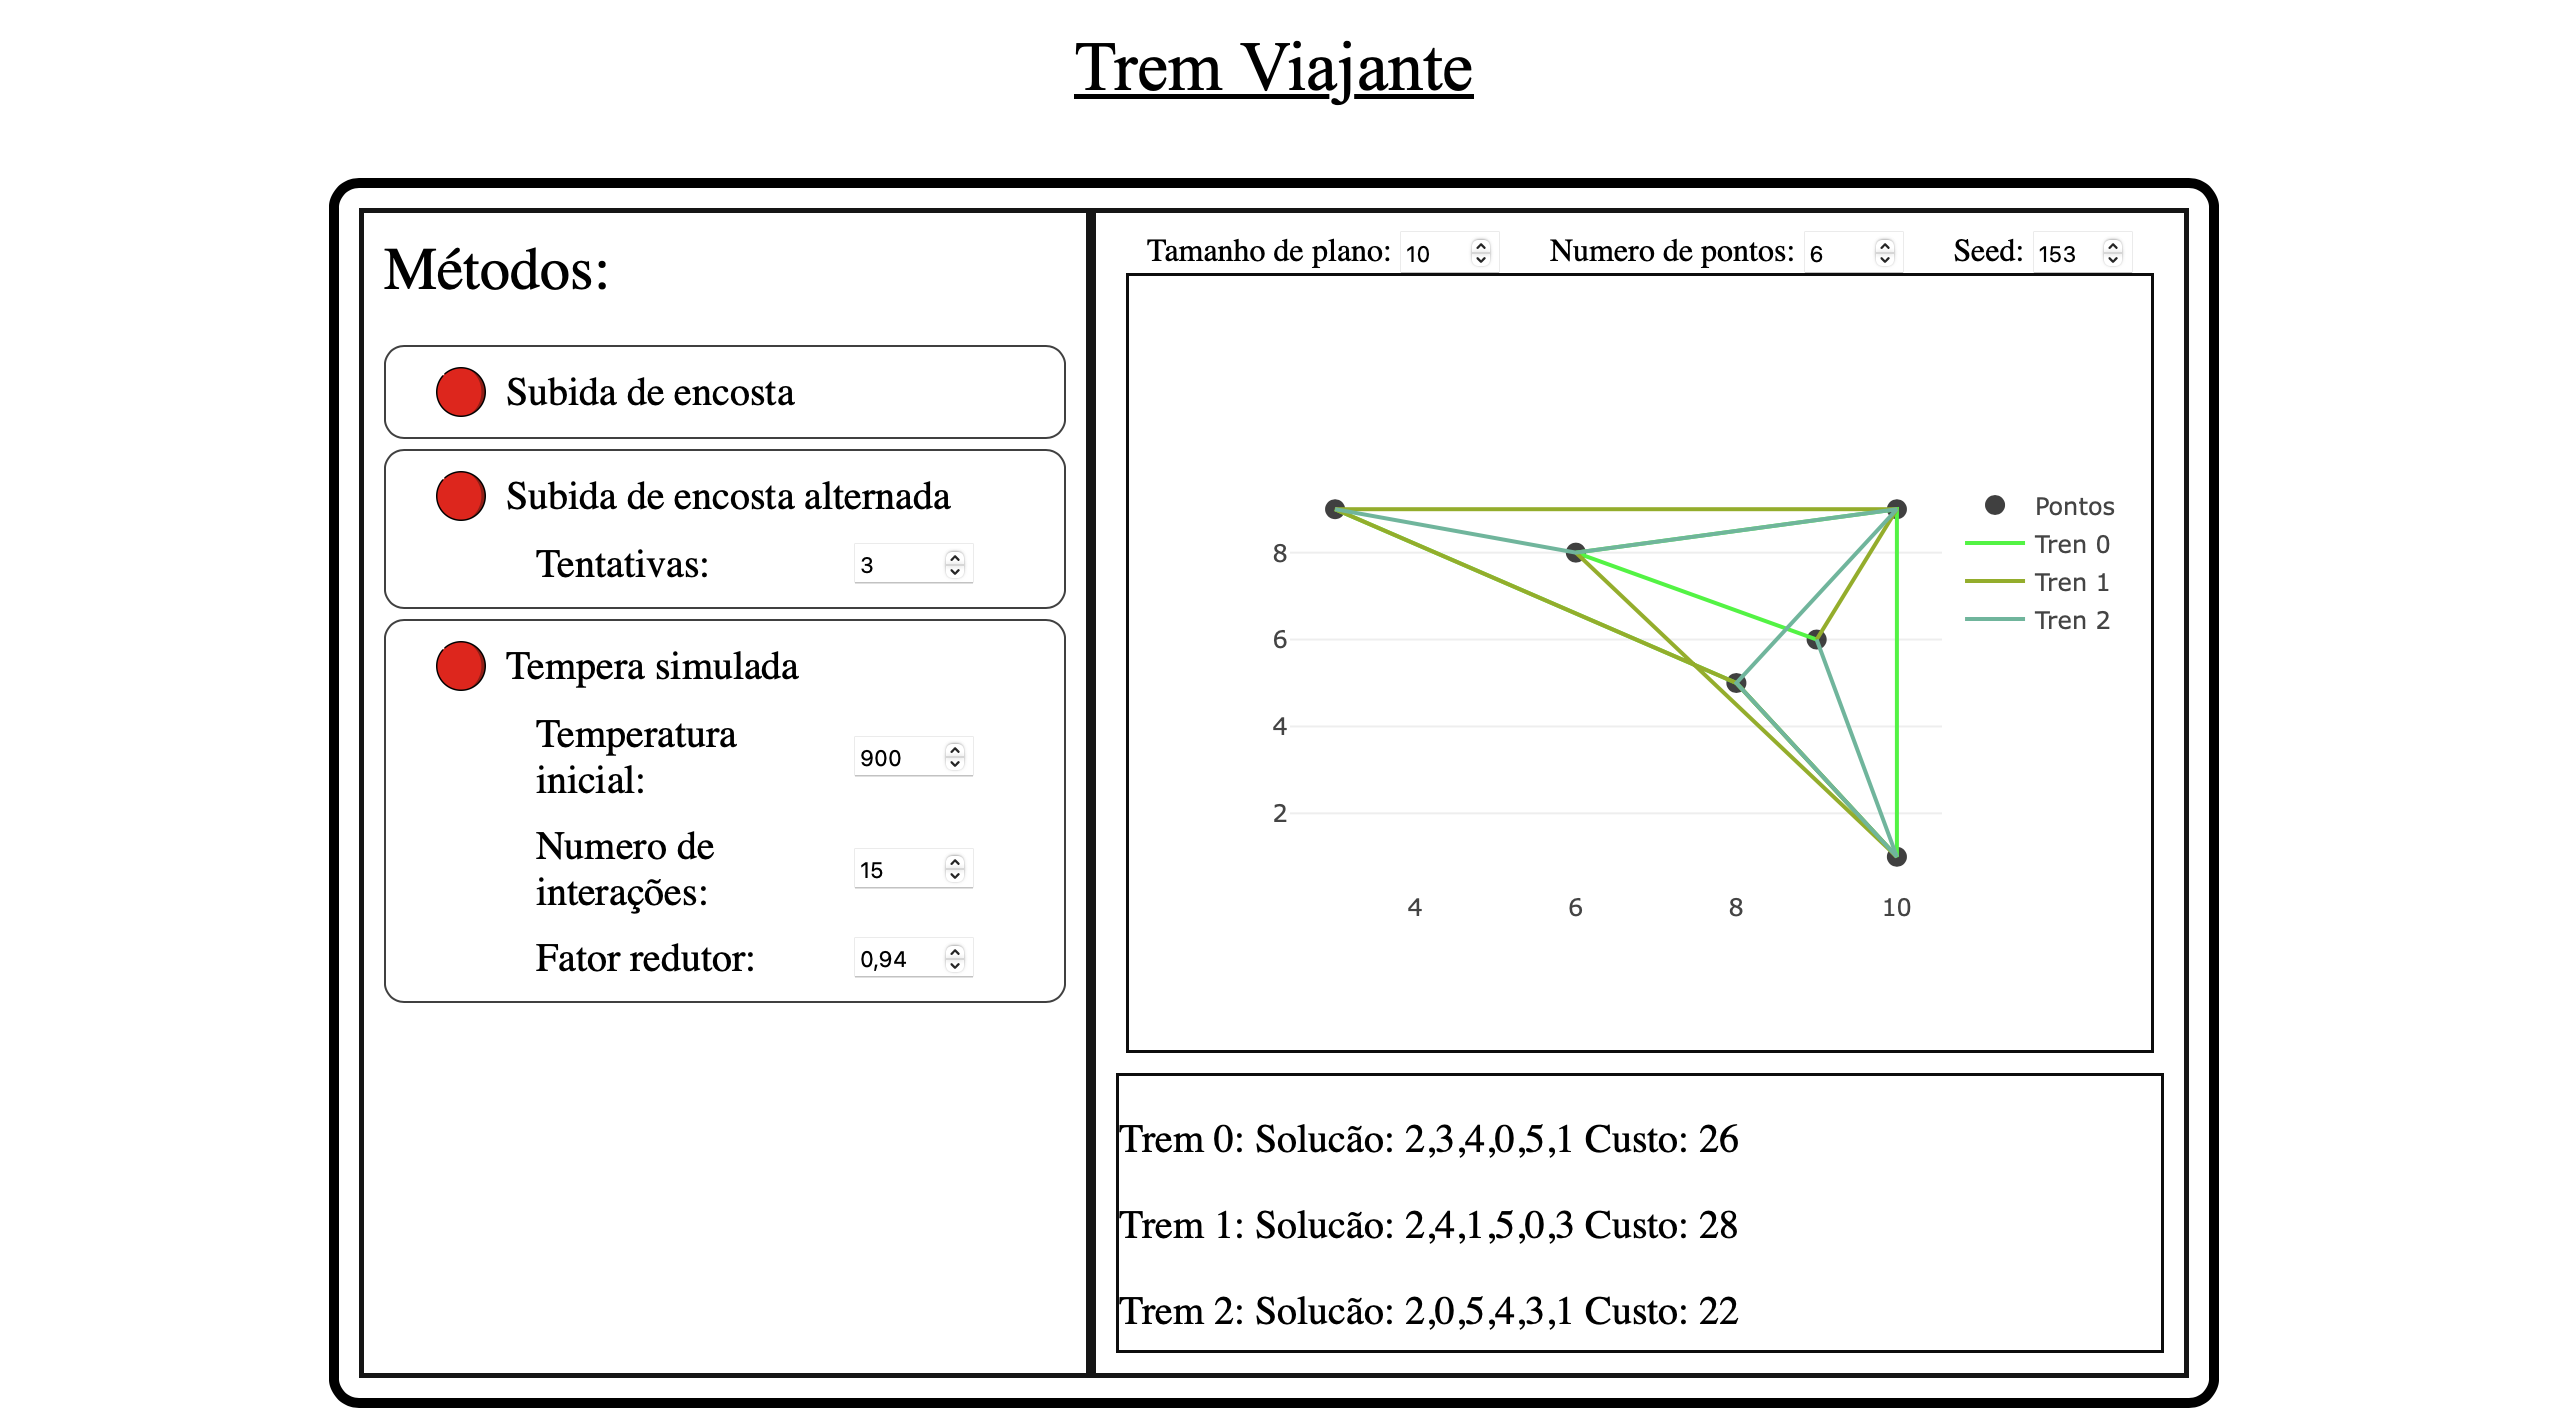 Trem Viajante
Métodos:
Subida de encosta
Subida de encosta alternada
Tentativas: 3
Tempera simulada
Temperatura
inicial: 900
Numero de
interações: 15
Fator redutor: 0,94
Tamanho de plano: 10 Numero de pontos: 6 Seed: 153
8
6
4
2
4 6 8 10
Pontos
Tren 0
Tren 1
Tren 2
Trem 0: Solucão: 2,3,4,0,5,1 Custo: 26
Trem 1: Solucão: 2,4,1,5,0,3 Custo: 28
Trem 2: Solucão: 2,0,5,4,3,1 Custo: 22